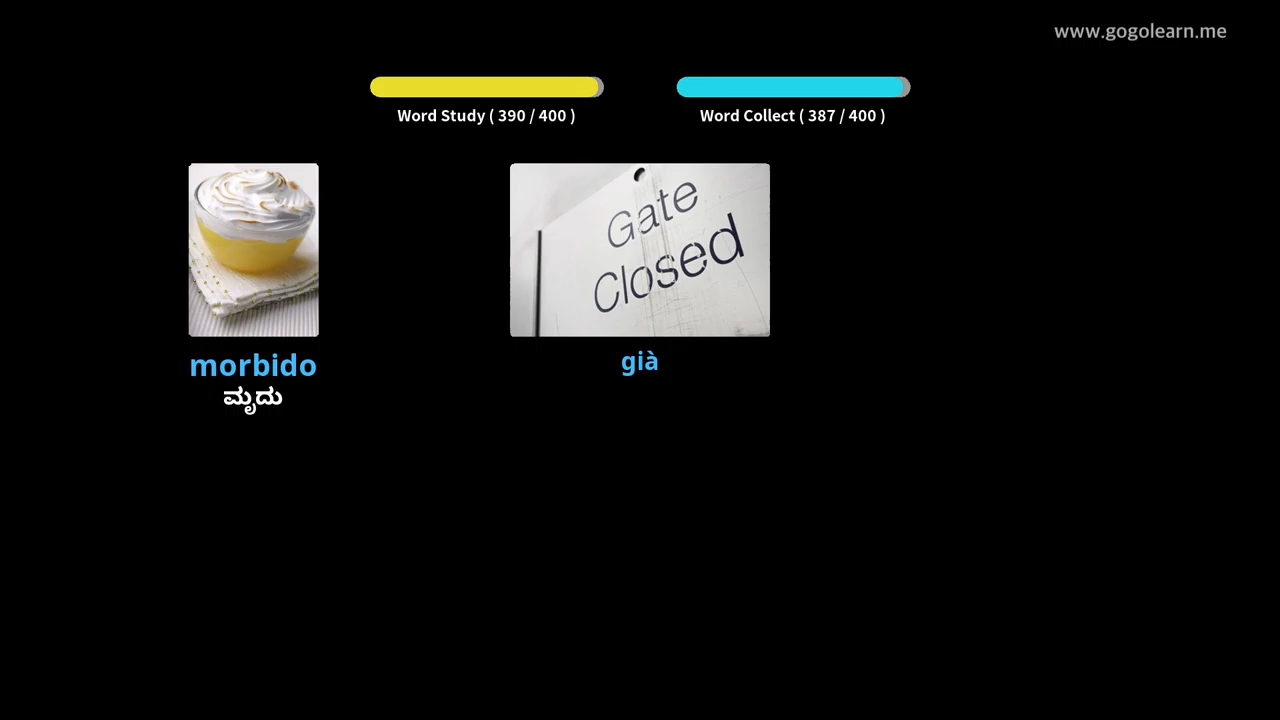 www.gogolearn.me
Word Study ( 390 / 400 )
Word Collect ( 387 / 400 )
Gate
Closed
morbido
ಮೃದು
già